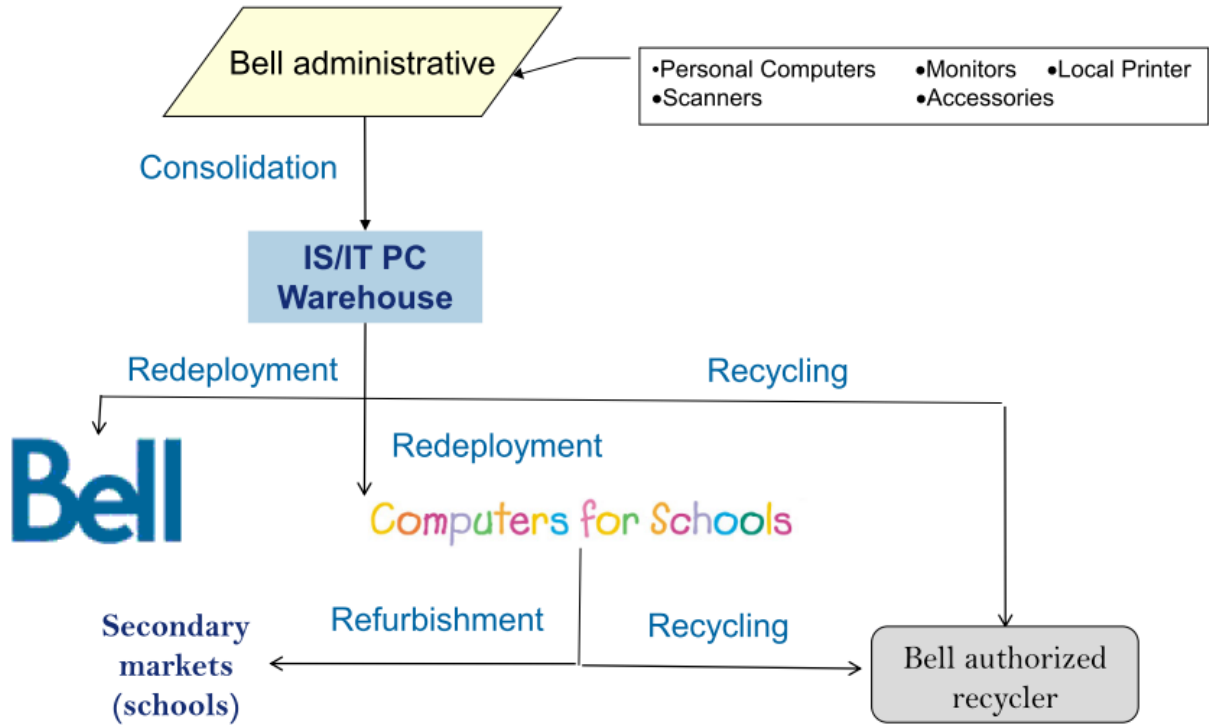 Bell administrative
•Personal Computers •Monitors •Local Printer
•Scanners •Accessories
Consolidation
IS/IT PC
Warehouse
Redeployment
Recycling
Bell
Redeployment
Computers for Schools
Secondary
markets
(schools)
Refurbishment
Recycling
Bell authorized
recycler